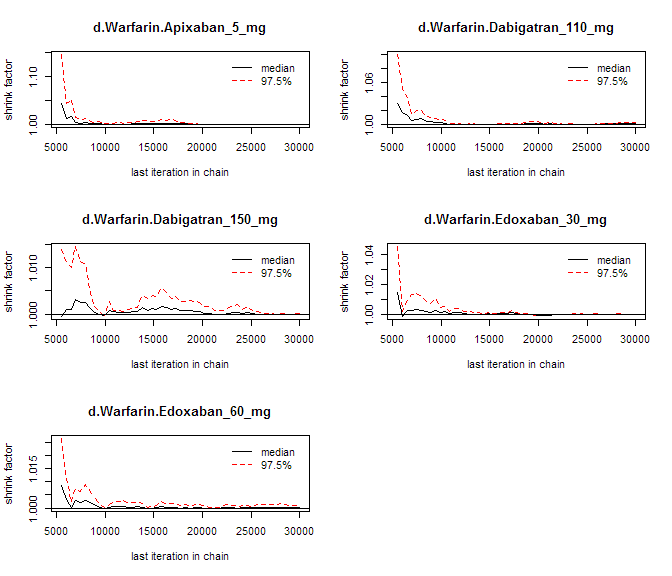 d.Warfarin.Apixaban_5_mg
shrink factor
1.00
1.10
median
97.5%
5000 10000 15000 20000 25000 30000
last iteration in chain
d.Warfarin.Dabigatran_110_mg
shrink factor
1.00
1.06
median
97.5%
5000 10000 15000 20000 25000 30000
last iteration in chain
d.Warfarin.Dabigatran_150_mg
shrink factor
1.000
1.010
median
97.5%
5000 10000 15000 20000 25000 30000
last iteration in chain
d.Warfarin.Edoxaban_30_mg
shrink factor
1.00
1.02
1.04
median
97.5%
5000 10000 15000 20000 25000 30000
last iteration in chain
d.Warfarin.Edoxaban_60_mg
shrink factor
1.000
1.015
median
97.5%
5000 10000 15000 20000 25000 30000
last iteration in chain